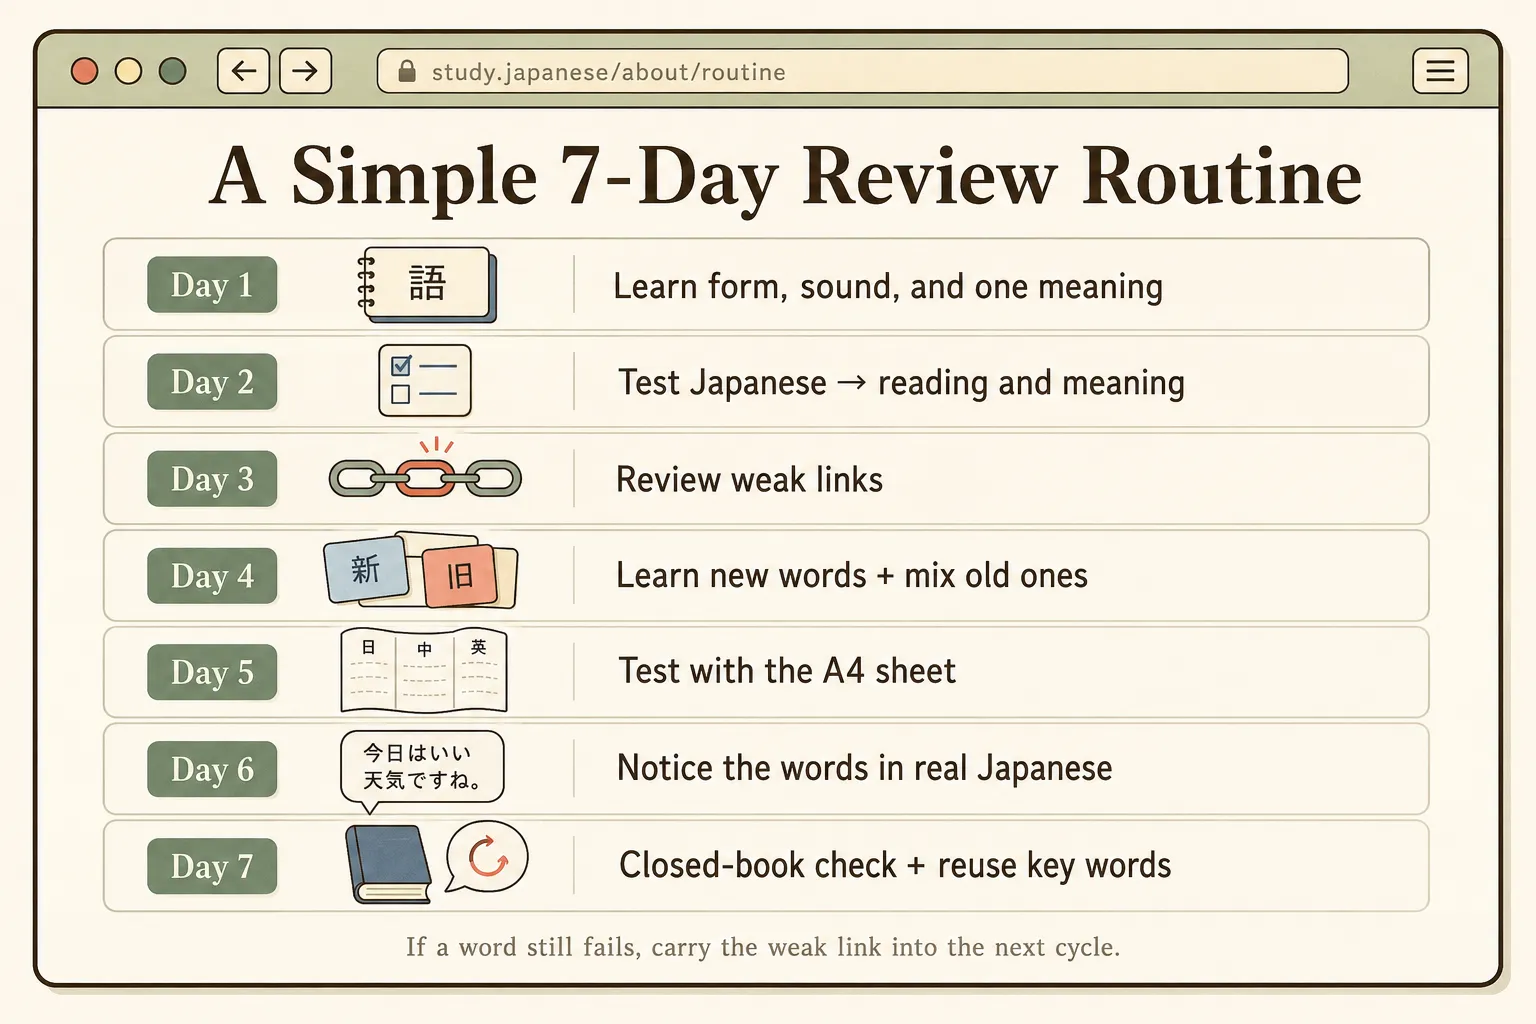 study.japanese/about/routine
A Simple 7-Day Review Routine
Day 1
語
Learn form, sound, and one meaning
Day 2
Test Japanese → reading and meaning
Day 3
Review weak links
Day 4
新
旧
Learn new words + mix old ones
Day 5
日 中 英
Test with the A4 sheet
Day 6
今日はいい
天気ですね。
Notice the words in real Japanese
Day 7
Closed-book check + reuse key words
If a word still fails, carry the weak link into the next cycle.